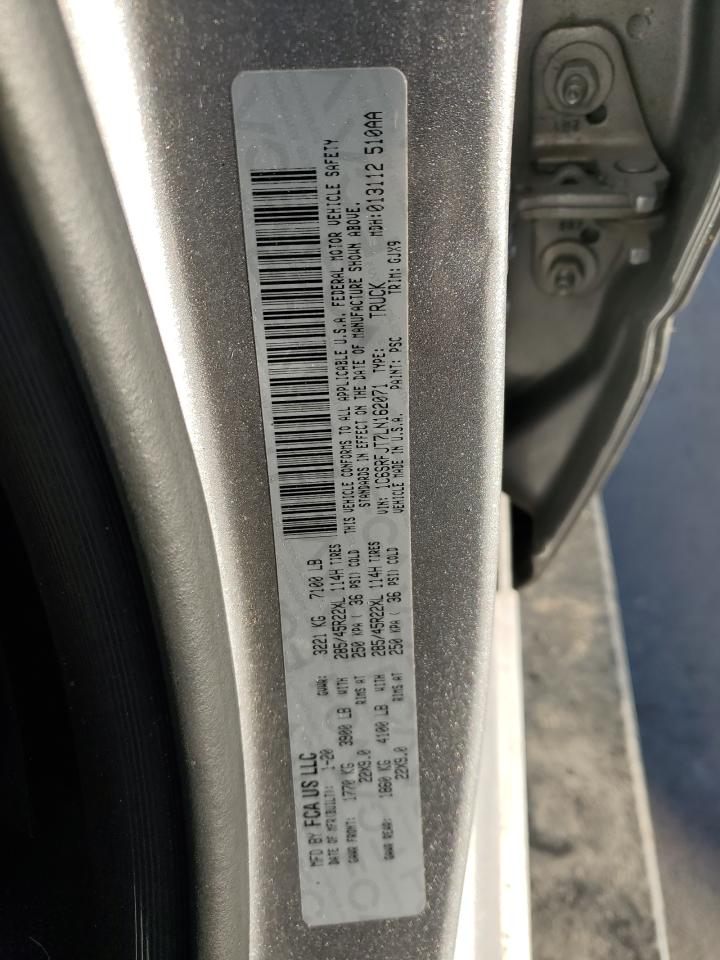 MFD BY FCA US LLC
DATE OF MFR(BUILT): 1-20 GVWR: 3221 KG 7100 LB
GAWR FRONT: 1770 KG 3900 LB WITH 285/45R22XL 114H TIRES
22X9.0 RIMS AT 250 KPA ( 36 PSI) COLD
GAWR REAR: 1860 KG 4100 LB WITH 285/45R22XL 114H TIRES
22X9.0 RIMS AT 250 KPA ( 36 PSI) COLD
THIS VEHICLE CONFORMS TO ALL APPLICABLE U.S.A. FEDERAL MOTOR VEHICLE SAFETY
STANDARDS IN EFFECT ON THE DATE OF MANUFACTURE SHOWN ABOVE.
VIN: 1C6SRFJT7LN162071 TYPE: TRUCK MDH:013112 510AA
VEHICLE MADE IN U.S.A. PAINT: PSC TRIM: GJX9